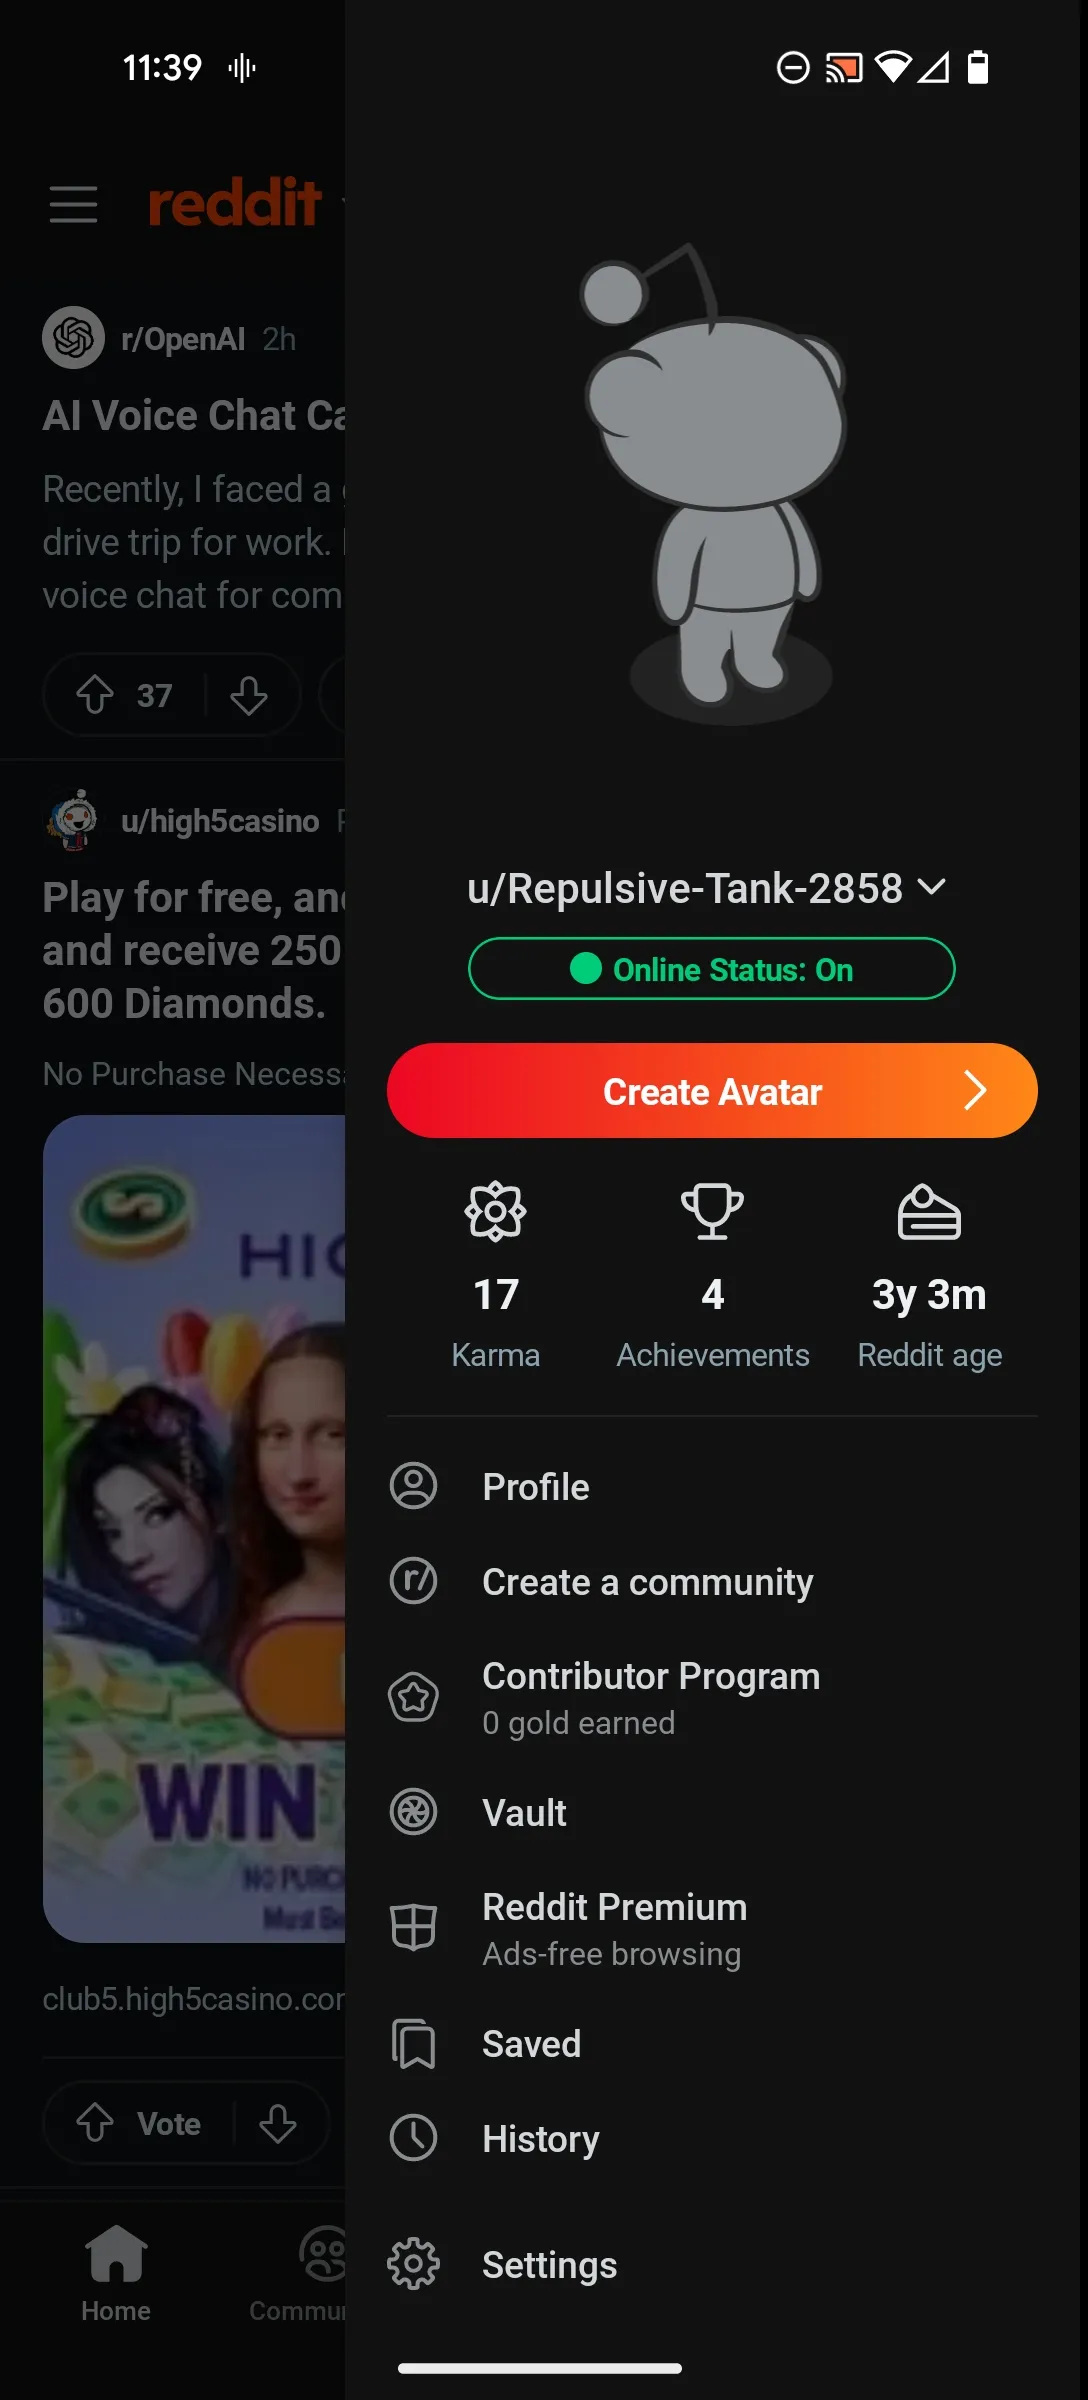 11:39
reddit
r/OpenAI 2h
AI Voice Chat
Recently, I faced a
drive trip for work.
voice chat for com
37
u/high5casino
Play for free, and
and receive 250
600 Diamonds.
No Purchase Necess
HIG
WIN
NO PURC
Must Be
club5.high5casino.cor
Vote
Home
Commun
u/Repulsive-Tank-2858
Online Status: On
Create Avatar
17
Karma
4
Achievements
3y 3m
Reddit age
Profile
r/
Create a community
Contributor Program
0 gold earned
Vault
Reddit Premium
Ads-free browsing
Saved
History
Settings